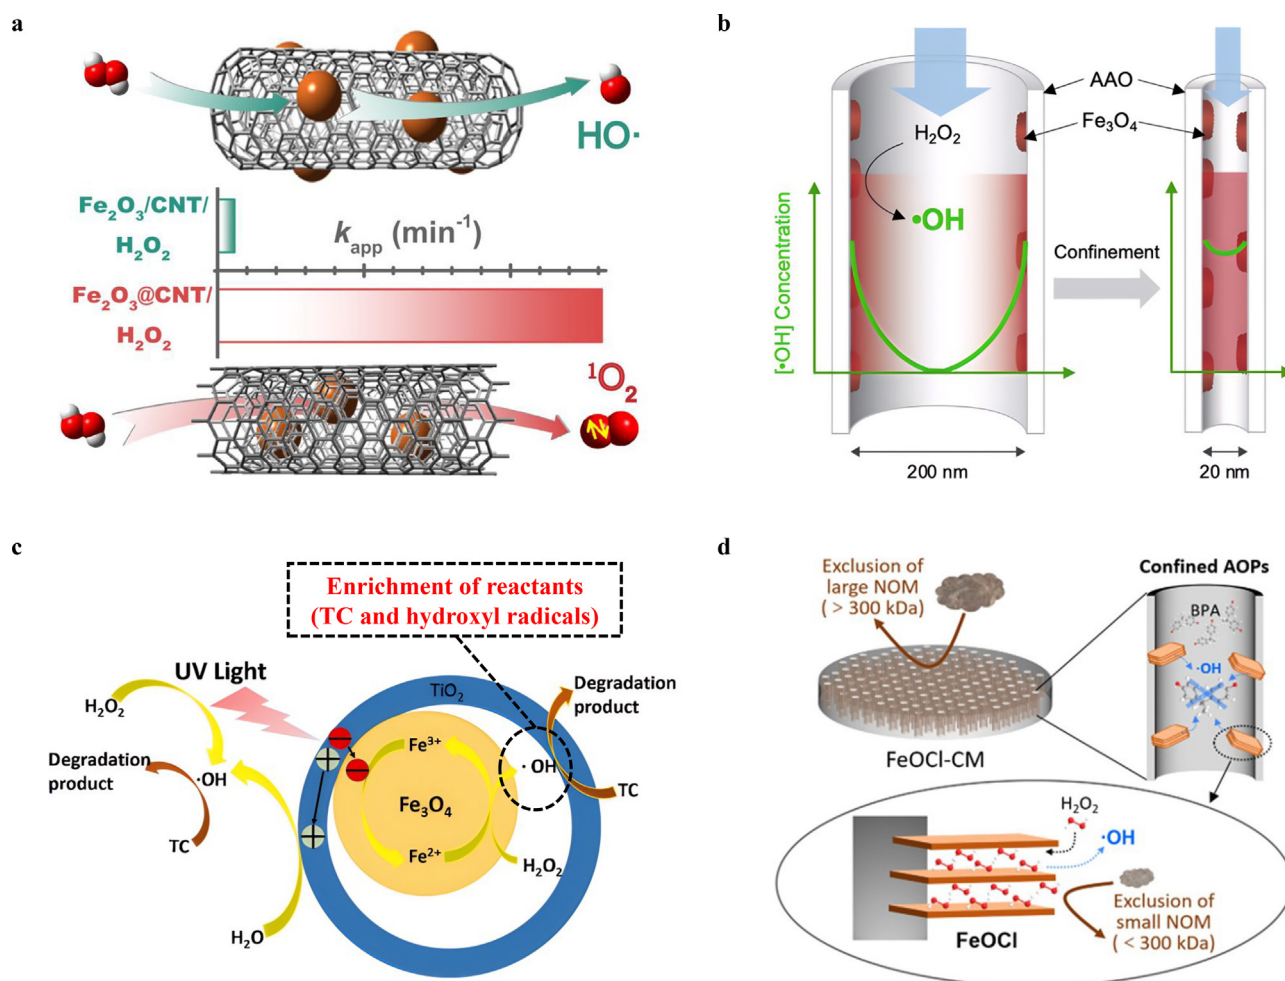 a
HO·
Fe₂O₃/CNT/
H₂O₂
k_app (min⁻¹)
Fe₂O₃@CNT/
H₂O₂
¹O₂
b
AAO
Fe₃O₄
H₂O₂
•OH
[•OH] Concentration
Confinement
200 nm
20 nm
c
Enrichment of reactants
(TC and hydroxyl radicals)
UV Light
H₂O₂
TiO₂
Degradation
product
Degradation
product
·OH
Fe³⁺
· OH
Fe₃O₄
TC
TC
Fe²⁺
H₂O₂
H₂O
d
Exclusion of
large NOM
( > 300 kDa)
Confined AOPs
BPA
·OH
FeOCl-CM
H₂O₂
·OH
Exclusion of
small NOM
( < 300 kDa)
FeOCl